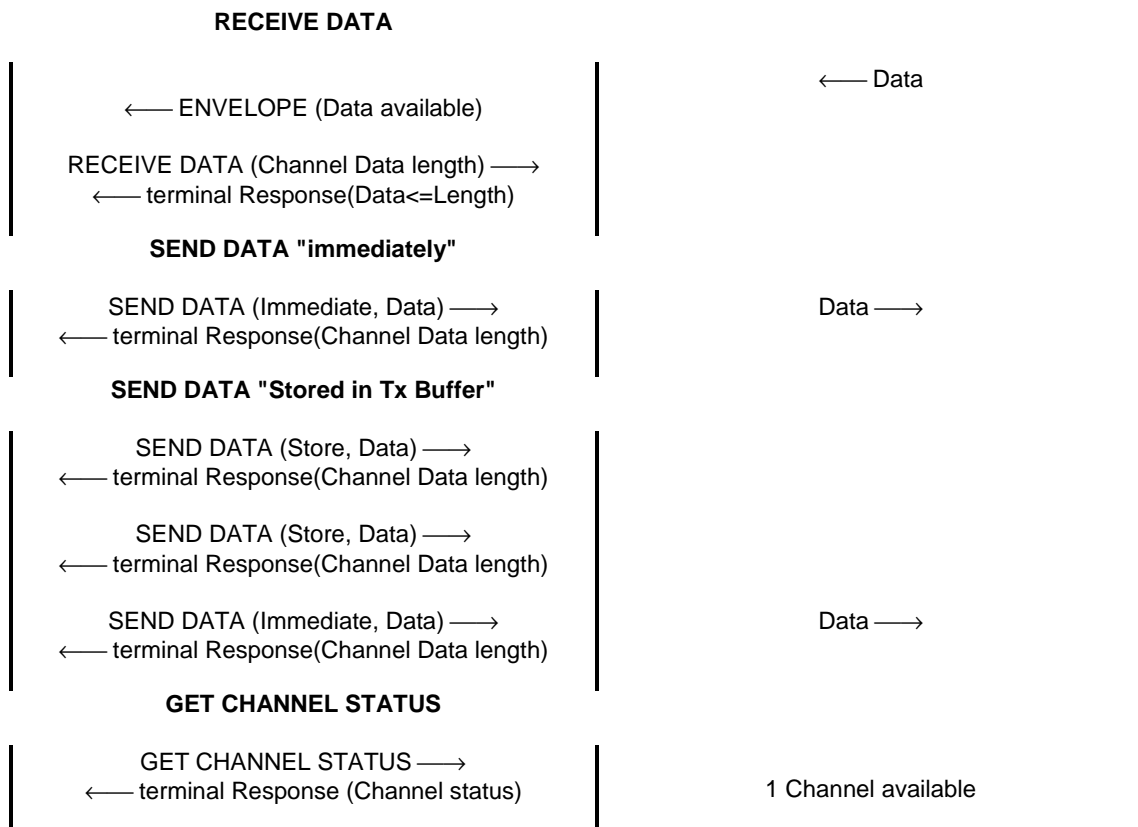 RECEIVE DATA
← Data
← ENVELOPE (Data available)
RECEIVE DATA (Channel Data length) →
← terminal Response(Data<=Length)
SEND DATA "immediately"
SEND DATA (Immediate, Data) → Data →
← terminal Response(Channel Data length)
SEND DATA "Stored in Tx Buffer"
SEND DATA (Store, Data) →
← terminal Response(Channel Data length)
SEND DATA (Store, Data) →
← terminal Response(Channel Data length)
SEND DATA (Immediate, Data) → Data →
← terminal Response(Channel Data length)
GET CHANNEL STATUS
GET CHANNEL STATUS →
← terminal Response (Channel status) 1 Channel available